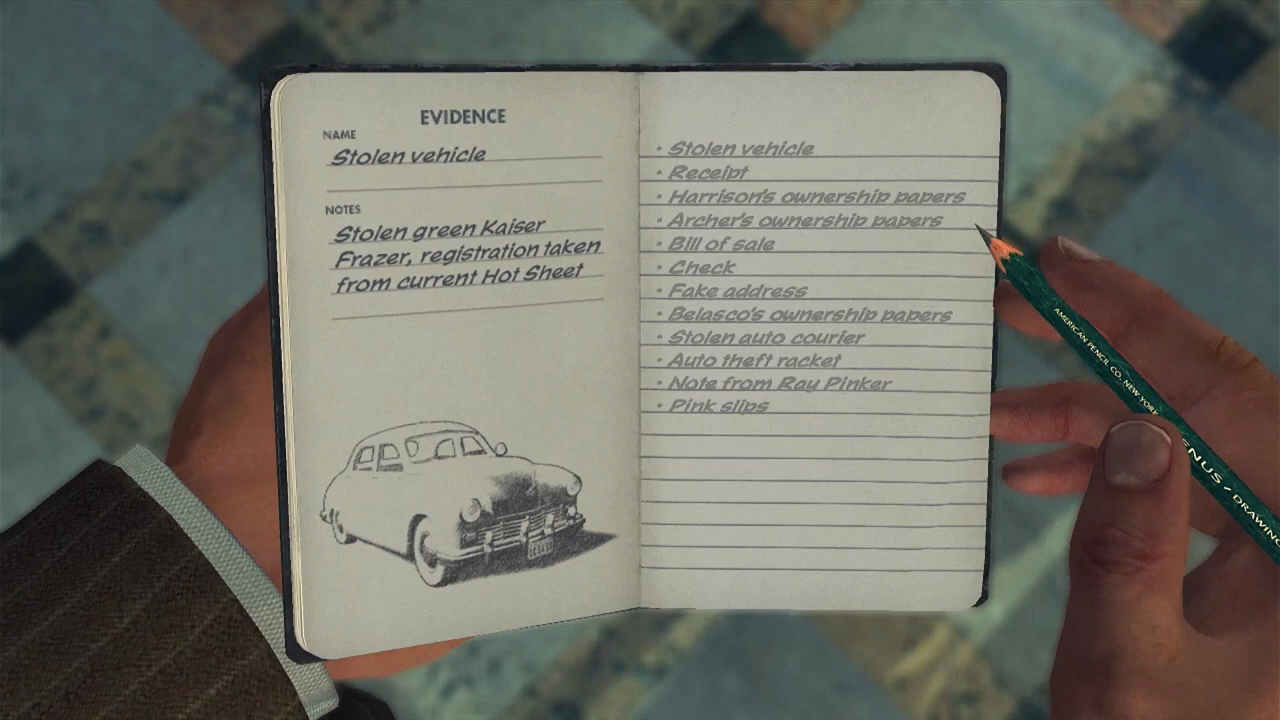 EVIDENCE
NAME
Stolen vehicle
NOTES
Stolen green Kaiser
Frazer, registration taken
from current Hot Sheet
• Stolen vehicle
• Receipt
• Harrison's ownership papers
• Archer's ownership papers
• Bill of sale
• Check
• Fake address
• Belasco's ownership papers
• Stolen auto courier
• Auto theft racket
• Note from Ray Pinker
• Pink slips
AMERICAN PENCIL CO. NEW YORK
VENUS / DRAWING